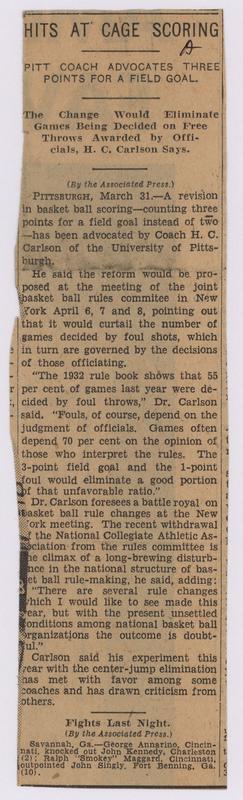 HITS AT CAGE SCORING
A
PITT COACH ADVOCATES THREE
POINTS FOR A FIELD GOAL.
The Change Would Eliminate
Games Being Decided on Free
Throws Awarded by Offi-
cials, H. C. Carlson Says.
(By the Associated Press.)
PITTSBURGH, March 31.—A revision
in basket ball scoring—counting three
points for a field goal instead of two
—has been advocated by Coach H. C.
Carlson of the University of Pitts-
burgh.
He said the reform would be pro-
posed at the meeting of the joint
basket ball rules commitee in New
York April 6, 7 and 8, pointing out
that it would curtail the number of
games decided by foul shots, which
in turn are governed by the decisions
of those officiating.
"The 1932 rule book shows that 55
per cent of games last year were de-
cided by foul throws," Dr. Carlson
said. "Fouls, of course, depend on the
judgment of officials. Games often
depend 70 per cent on the opinion of
those who interpret the rules. The
3-point field goal and the 1-point
foul would eliminate a good portion
of that unfavorable ratio."
Dr. Carlson foresees a battle royal on
basket ball rule changes at the New
York meeting. The recent withdrawal
of the National Collegiate Athletic As-
sociation from the rules committee is
the climax of a long-brewing disturb-
ance in the national structure of bas-
ket ball rule-making, he said, adding:
"There are several rule changes
which I would like to see made this
year, but with the present unsettled
conditions among national basket ball
organizations the outcome is doubt-
ful."
Carlson said his experiment this
year with the center-jump elimination
has met with favor among some
coaches and has drawn criticism from
others.
Fights Last Night.
(By the Associated Press.)
Savannah, Ga.—George Annarino, Cincin-
nati, knocked out John Kennedy, Charleston
(2); Ralph "Smokey" Maggard, Cincinnati,
outpointed John Singly, Fort Benning, Ga.
(10).